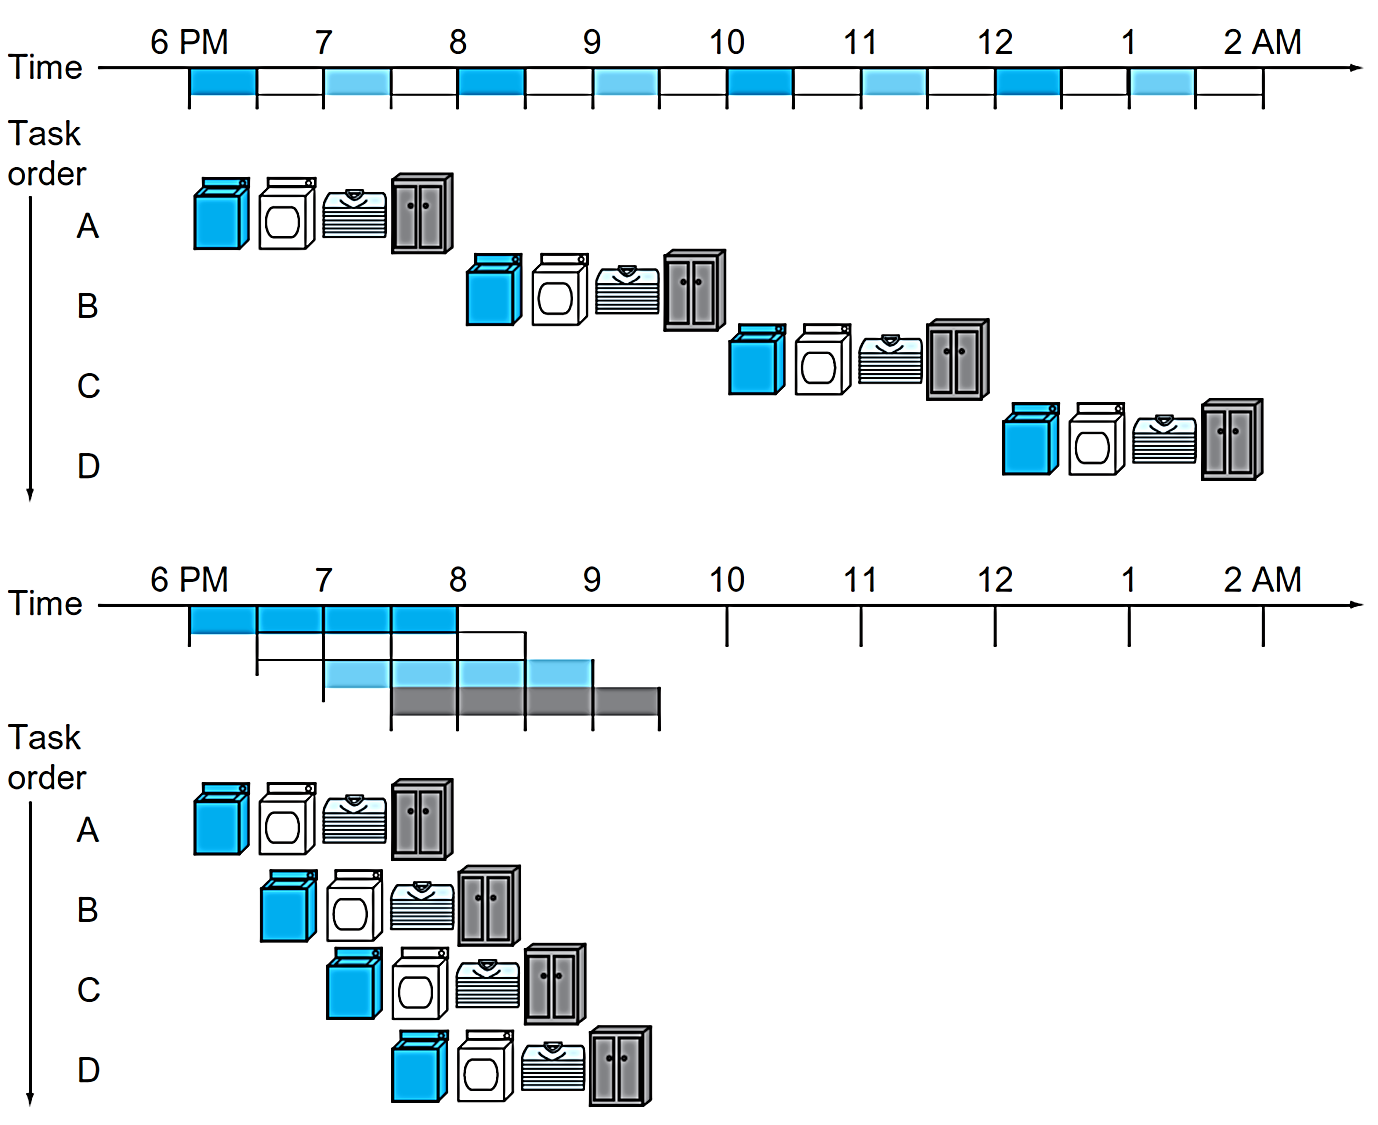 6 PM 7 8 9 10 11 12 1 2 AM
Time
Task
order
A
B
C
D
6 PM 7 8 9 10 11 12 1 2 AM
Time
Task
order
A
B
C
D